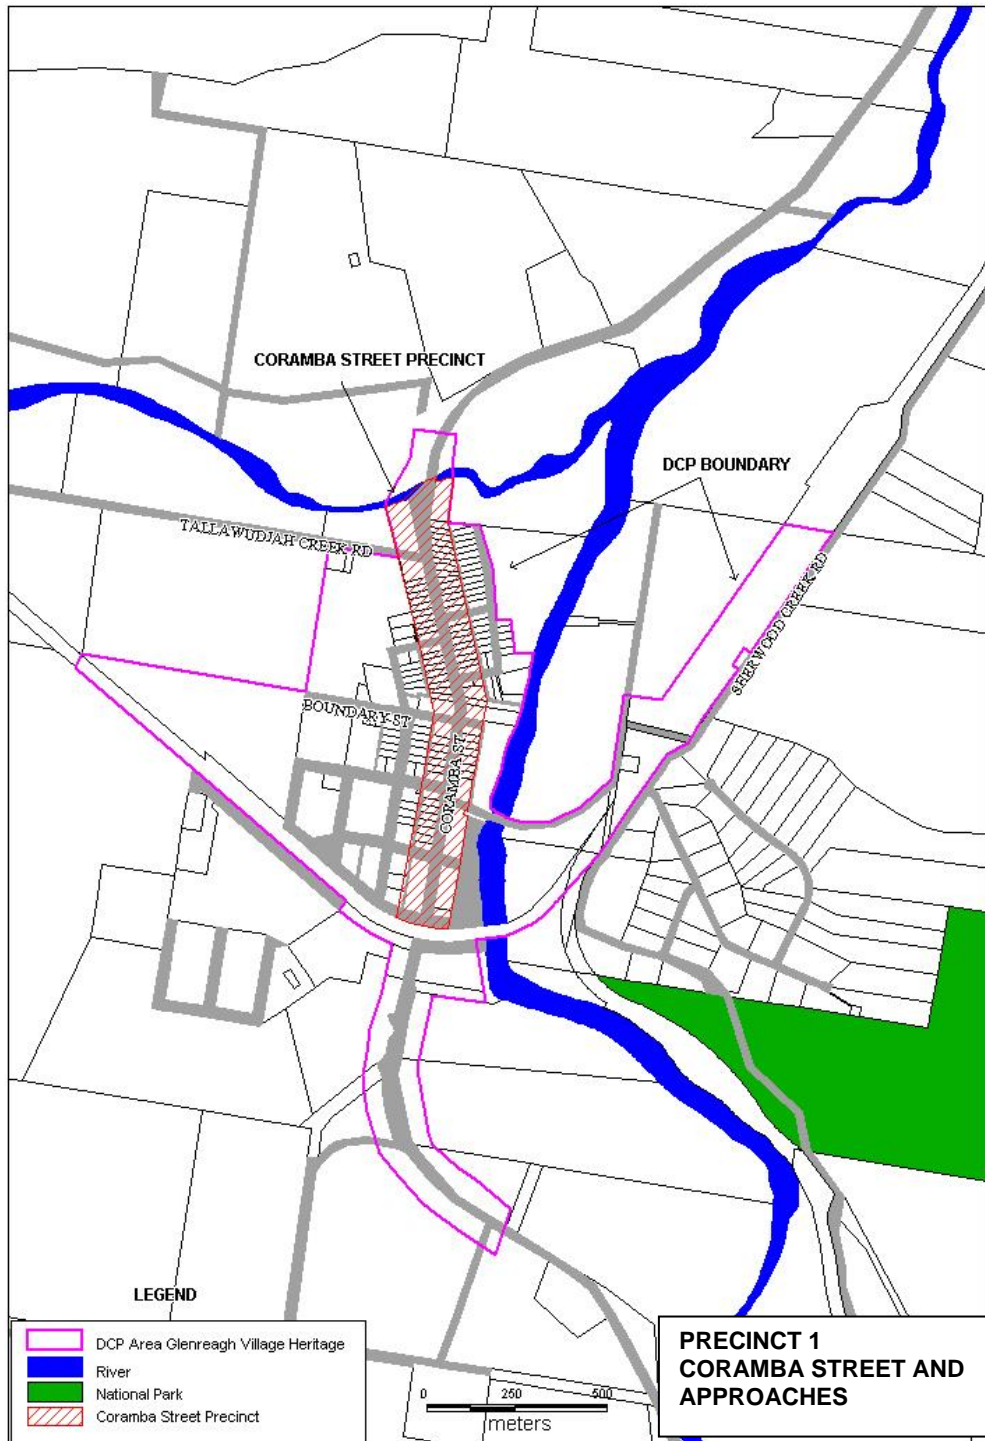 CORAMBA STREET PRECINCT
DCP BOUNDARY
TALLAWUDJAH CREEK RD
SHERWOOD CREEK RD
BOUNDARY ST
CORAMBA ST
LEGEND
DCP Area Glenreagh Village Heritage
River
National Park
Coramba Street Precinct
0 250 500
meters
PRECINCT 1
CORAMBA STREET AND
APPROACHES